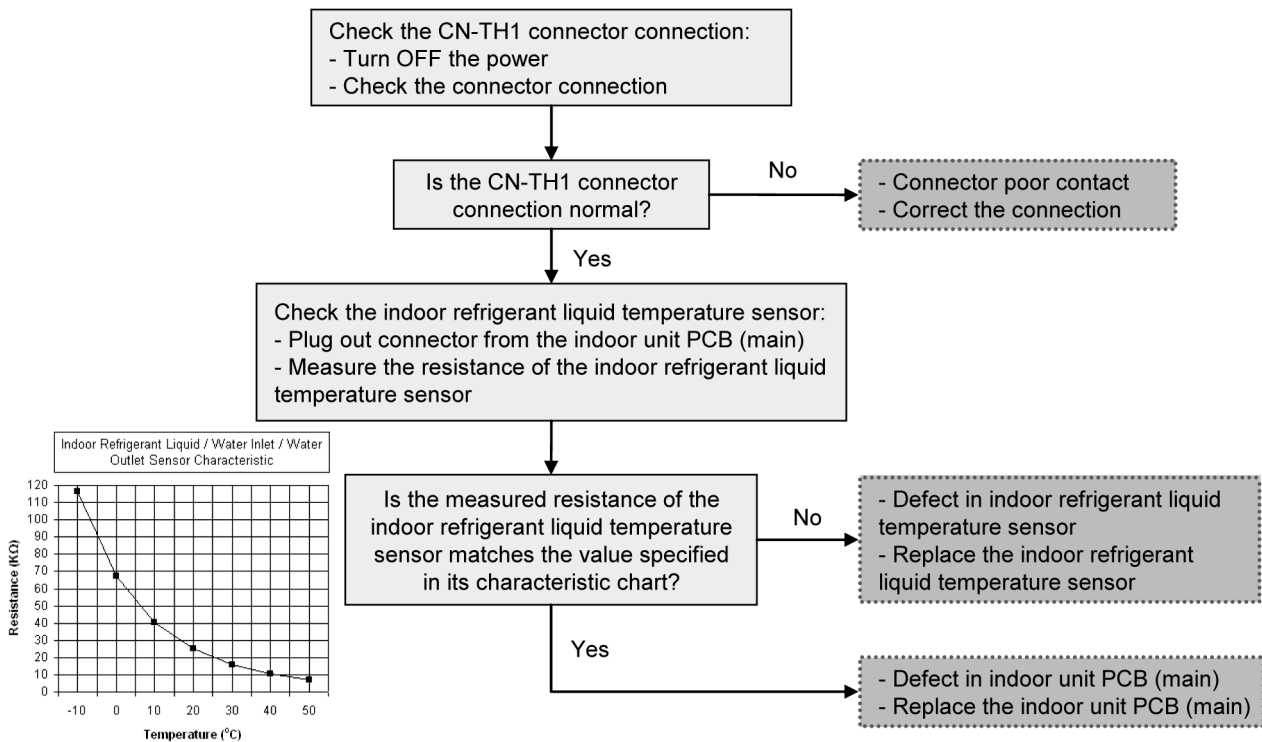 Check the CN-TH1 connector connection:
- Turn OFF the power
- Check the connector connection
Is the CN-TH1 connector
connection normal?
No
- Connector poor contact
- Correct the connection
Yes
Check the indoor refrigerant liquid temperature sensor:
- Plug out connector from the indoor unit PCB (main)
- Measure the resistance of the indoor refrigerant liquid
temperature sensor
Indoor Refrigerant Liquid / Water Inlet / Water
Outlet Sensor Characteristic
Resistance (KΩ)
120
110
100
90
80
70
60
50
40
30
20
10
0
-10 0 10 20 30 40 50
Temperature (°C)
Is the measured resistance of the
indoor refrigerant liquid temperature
sensor matches the value specified
in its characteristic chart?
No
- Defect in indoor refrigerant liquid
temperature sensor
- Replace the indoor refrigerant
liquid temperature sensor
Yes
- Defect in indoor unit PCB (main)
- Replace the indoor unit PCB (main)